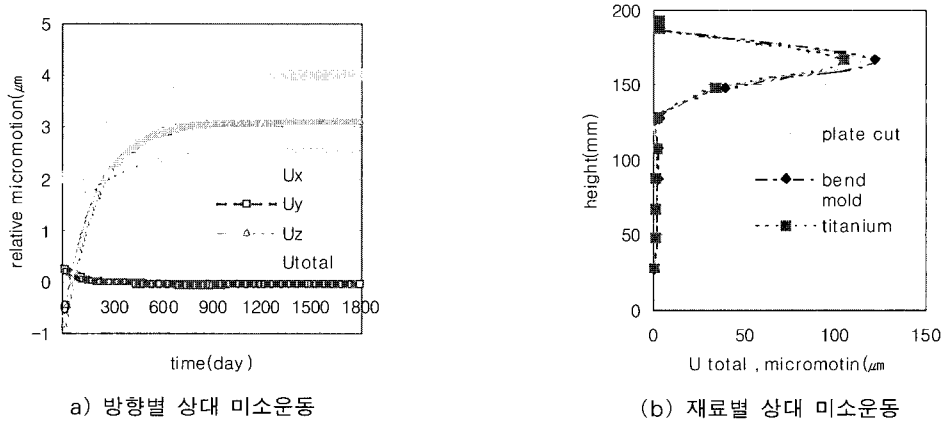 5
4
3
2
1
0
-1
relative micromotion(μm
Ux
Uy
Uz
Utotal
0 300 600 900 1200 1500 1800
time(day)
a) 방향별 상대 미소운동
200
150
100
50
0
height(mm)
plate cut
bend
mold
titanium
0 50 100 150
U total , micromotin(μm
(b) 재료별 상대 미소운동